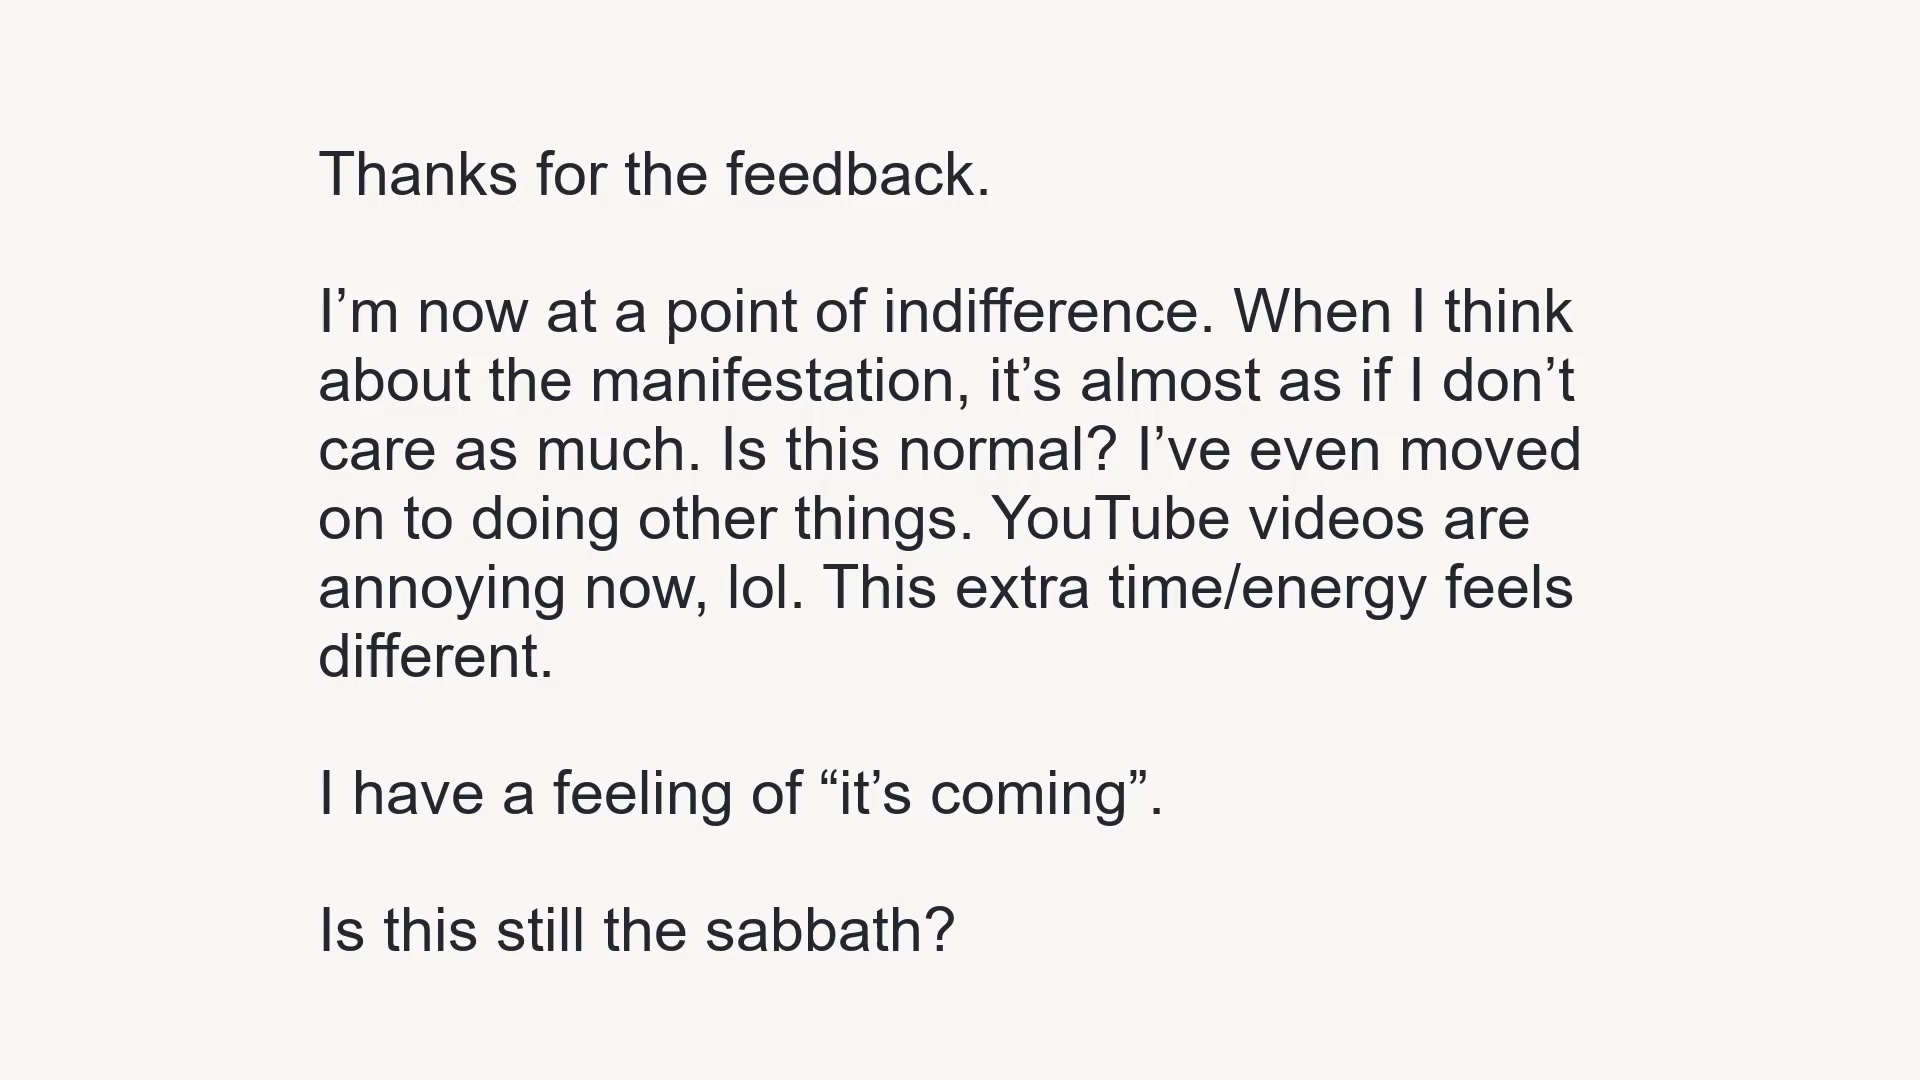 Thanks for the feedback.
I’m now at a point of indifference. When I think
about the manifestation, it’s almost as if I don’t
care as much. Is this normal? I’ve even moved
on to doing other things. YouTube videos are
annoying now, lol. This extra time/energy feels
different.
I have a feeling of “it’s coming”.
Is this still the sabbath?